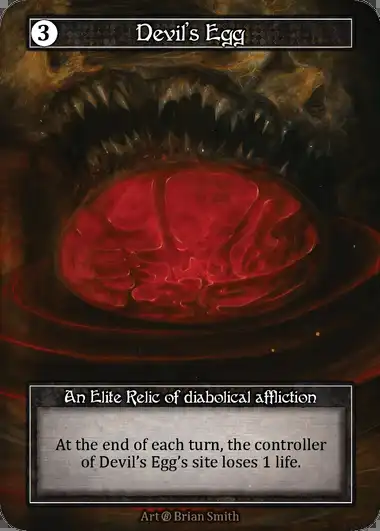 3
Devil's Egg
An Elite Relic of diabolical affliction
At the end of each turn, the controller
of Devil's Egg's site loses 1 life.
Art @ Brian Smith